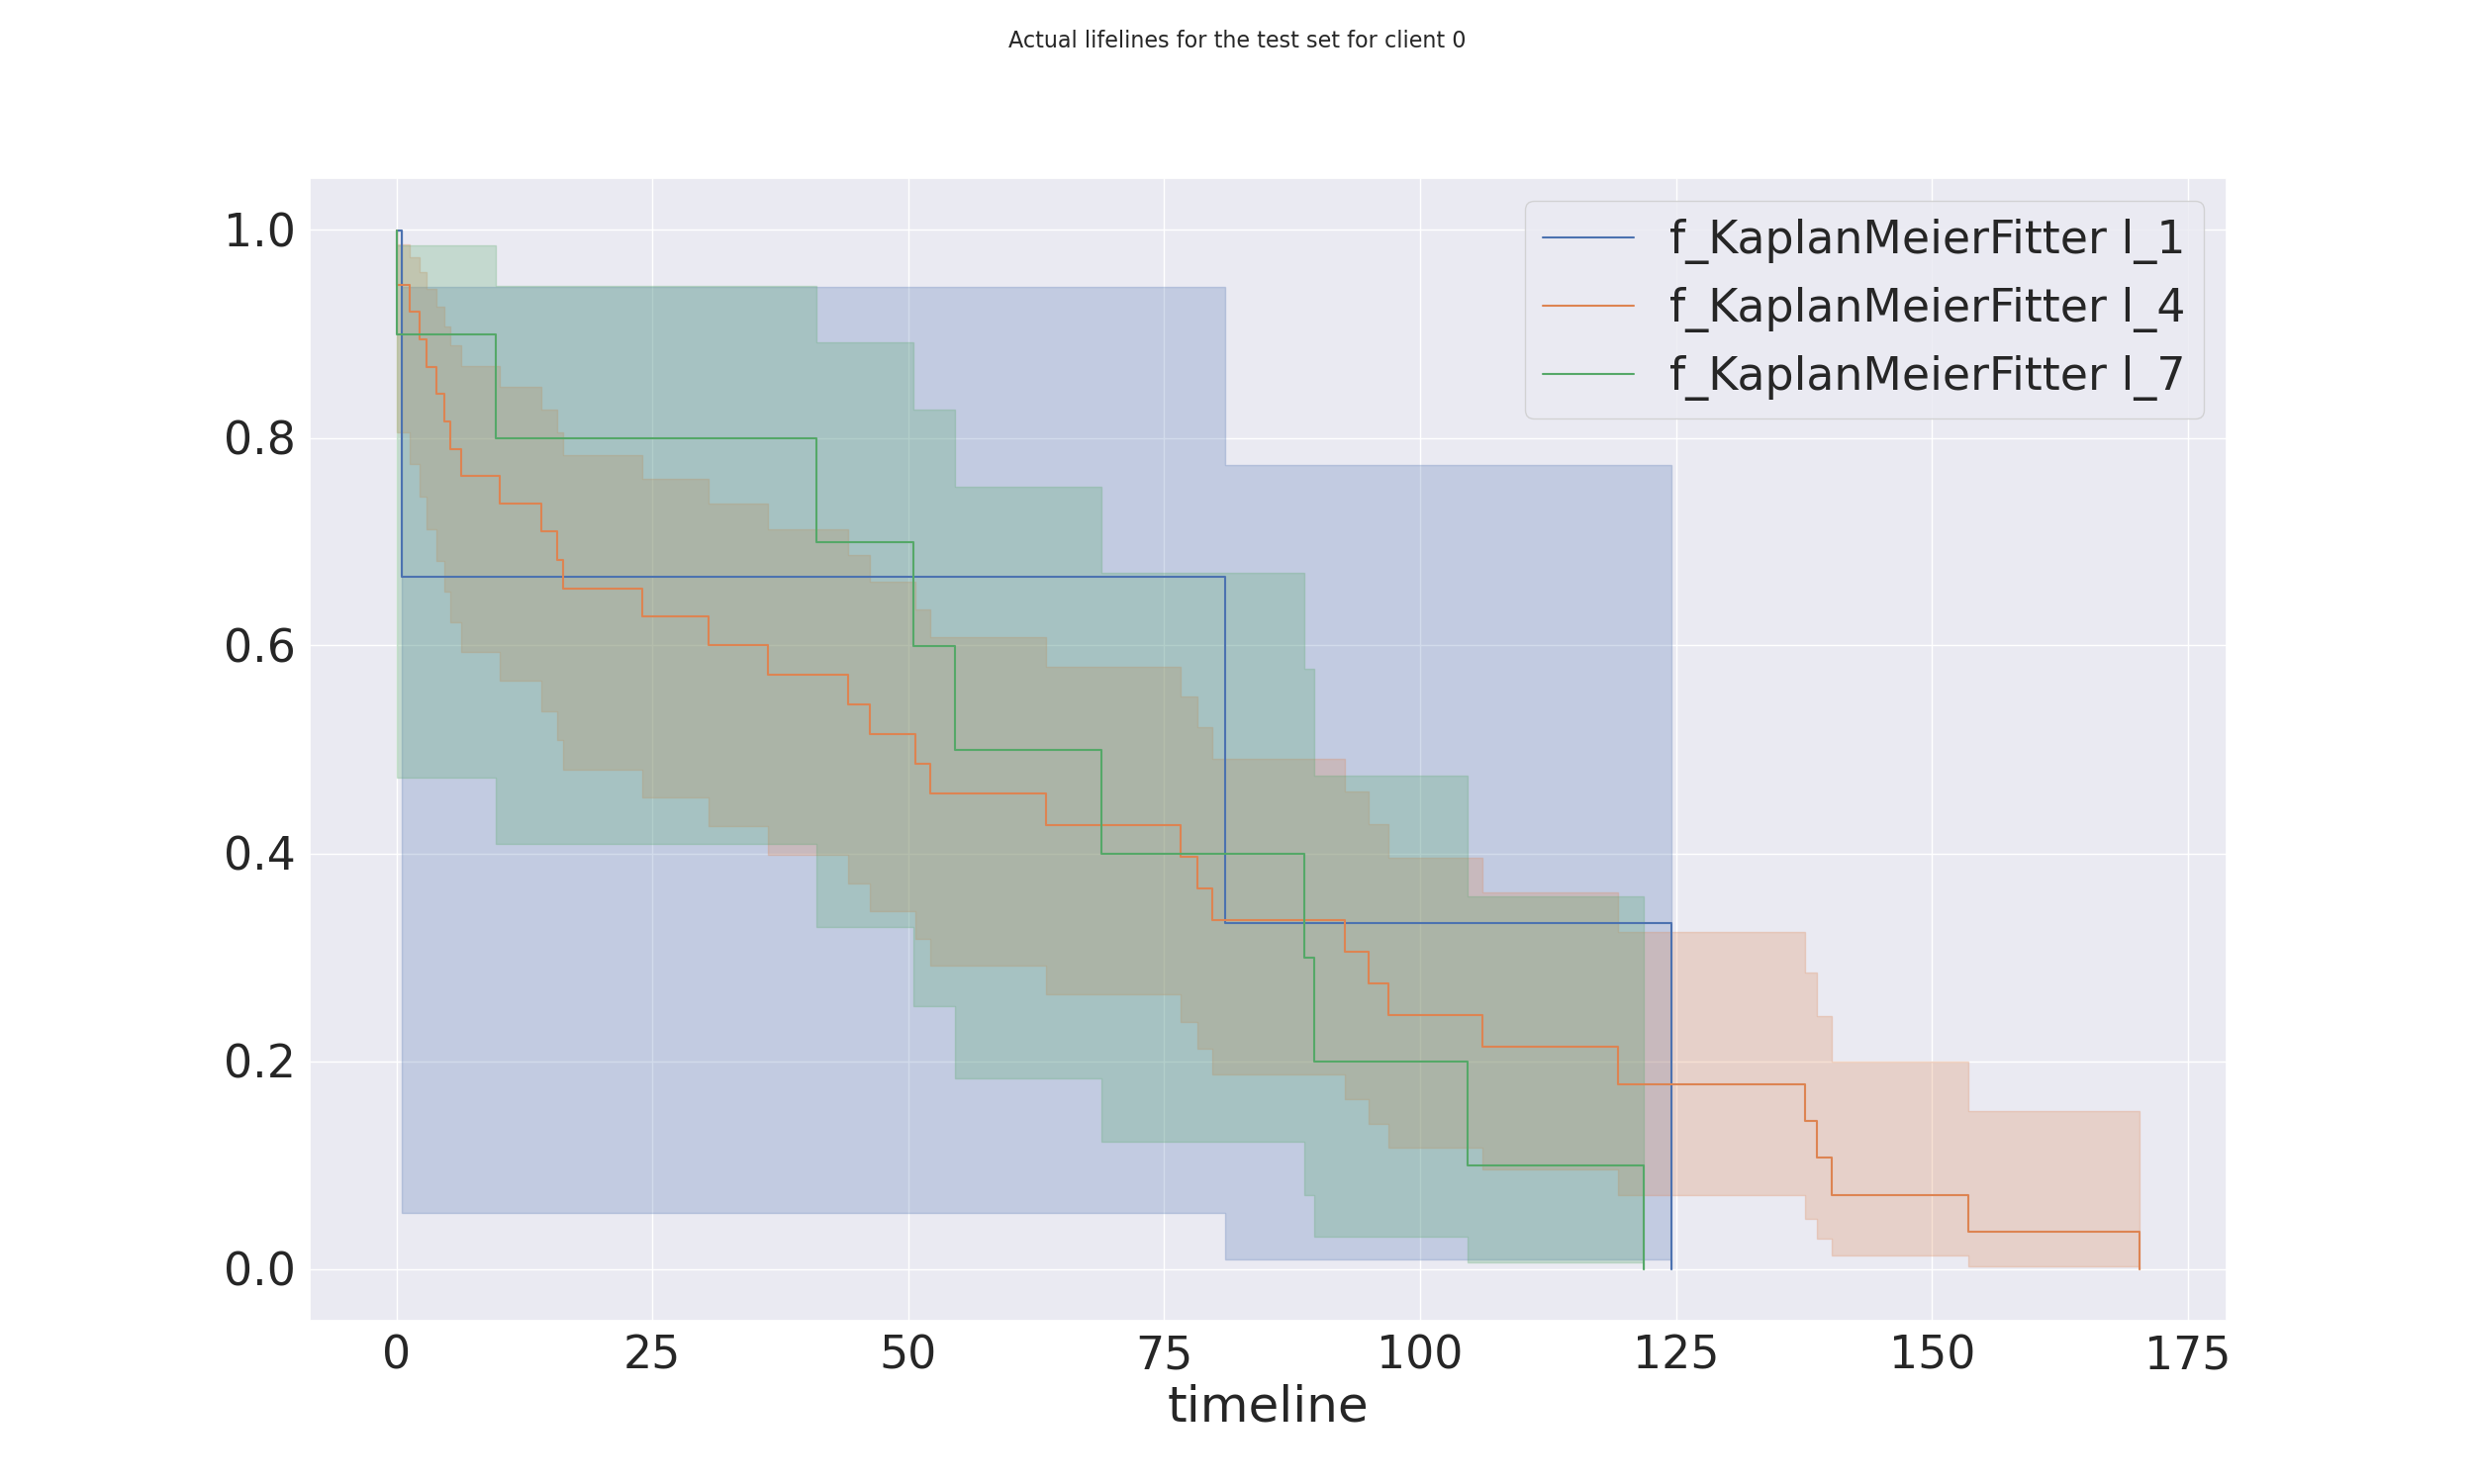 Actual lifelines for the test set for client 0
f_KaplanMeierFitter l_1
f_KaplanMeierFitter l_4
f_KaplanMeierFitter l_7
1.0
0.8
0.6
0.4
0.2
0.0
0 25 50 75 100 125 150 175
timeline